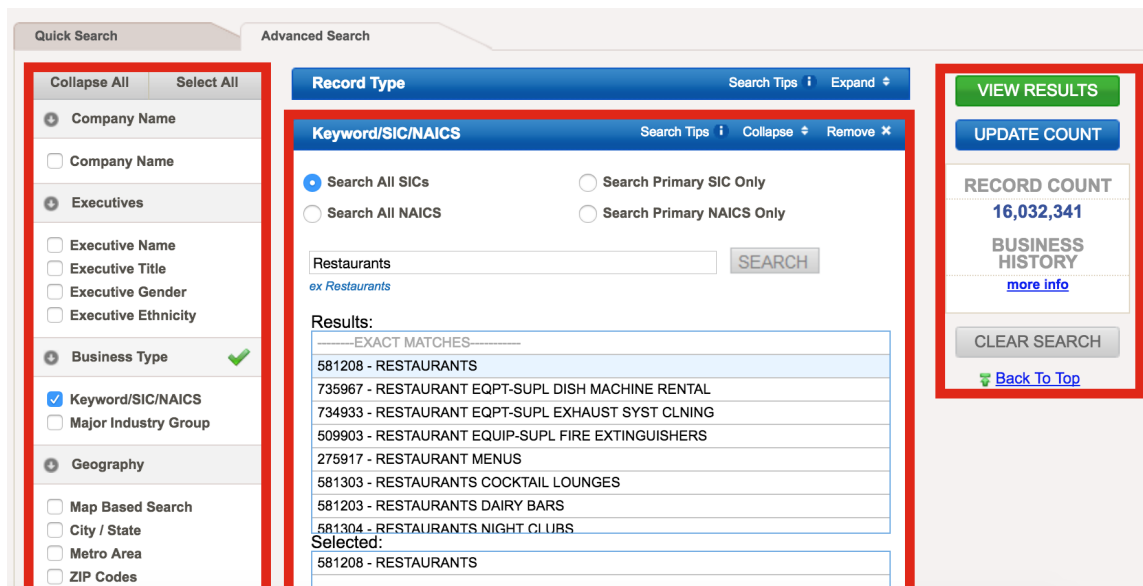 Quick Search
Advanced Search
Collapse All
Select All
Company Name
Company Name
Executives
Executive Name
Executive Title
Executive Gender
Executive Ethnicity
Business Type
Keyword/SIC/NAICS
Major Industry Group
Geography
Map Based Search
City / State
Metro Area
ZIP Codes
Record Type
Search Tips i
Expand
Keyword/SIC/NAICS
Search Tips i
Collapse
Remove ×
Search All SICs
Search Primary SIC Only
Search All NAICS
Search Primary NAICS Only
Restaurants
SEARCH
ex Restaurants
Results:
--------EXACT MATCHES-----------
581208 - RESTAURANTS
735967 - RESTAURANT EQPT-SUPL DISH MACHINE RENTAL
734933 - RESTAURANT EQPT-SUPL EXHAUST SYST CLNING
509903 - RESTAURANT EQUIP-SUPL FIRE EXTINGUISHERS
275917 - RESTAURANT MENUS
581303 - RESTAURANTS COCKTAIL LOUNGES
581203 - RESTAURANTS DAIRY BARS
581304 - RESTAURANTS NIGHT CLUBS
Selected:
581208 - RESTAURANTS
VIEW RESULTS
UPDATE COUNT
RECORD COUNT
16,032,341
BUSINESS
HISTORY
more info
CLEAR SEARCH
Back To Top